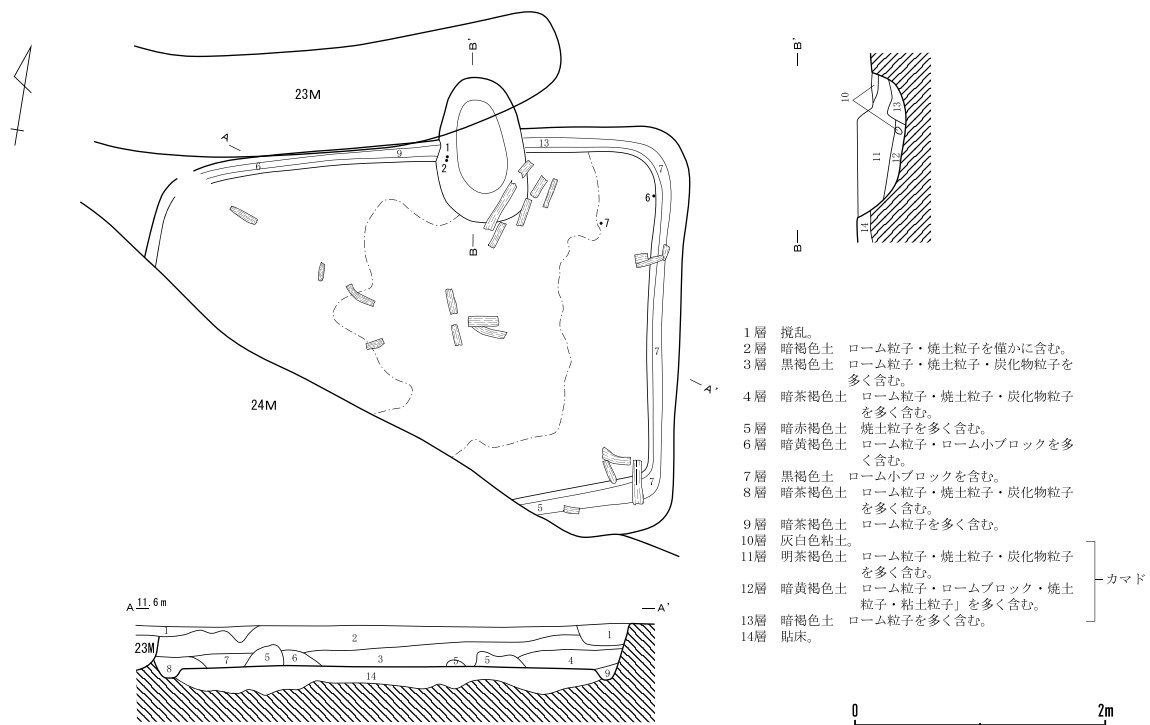 B'
23M
A
1
2
6
9
13
7
6
7
B
7
A'
24M
7
5
B'
10
13
11
12
14
B
1層 撹乱。
2層 暗褐色土 ローム粒子・焼土粒子を僅かに含む。
3層 黒褐色土 ローム粒子・焼土粒子・炭化物粒子を
多く含む。
4層 暗茶褐色土 ローム粒子・焼土粒子・炭化物粒子
を多く含む。
5層 暗赤褐色土 焼土粒子を多く含む。
6層 暗黄褐色土 ローム粒子・ローム小ブロックを多
く含む。
7層 黒褐色土 ローム小ブロックを含む。
8層 暗茶褐色土 ローム粒子・焼土粒子・炭化物粒子
を多く含む。
9層 暗茶褐色土 ローム粒子を多く含む。
10層 灰白色粘土。
11層 明茶褐色土 ローム粒子・焼土粒子・炭化物粒子
を多く含む。
12層 暗黄褐色土 ローム粒子・ロームブロック・焼土
粒子・粘土粒子」を多く含む。
13層 暗褐色土 ローム粒子を多く含む。
14層 貼床。
カマド
A 11.6m
A'
1
2
1
23M
8
7
5
6
3
5
5
4
9
14
0 2m